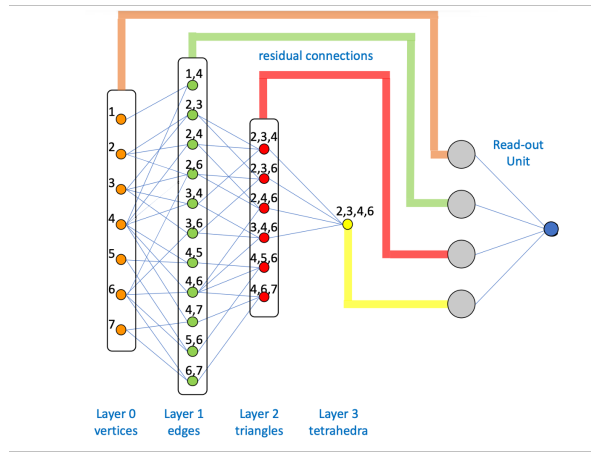 residual connections
Read-out
Unit
1
2
3
4
5
6
7
1,4
2,3
2,4
2,6
3,4
3,6
4,5
4,6
4,7
5,6
6,7
2,3,4
2,3,6
2,4,6
3,4,6
4,5,6
4,6,7
2,3,4,6
Layer 0
vertices
Layer 1
edges
Layer 2
triangles
Layer 3
tetrahedra